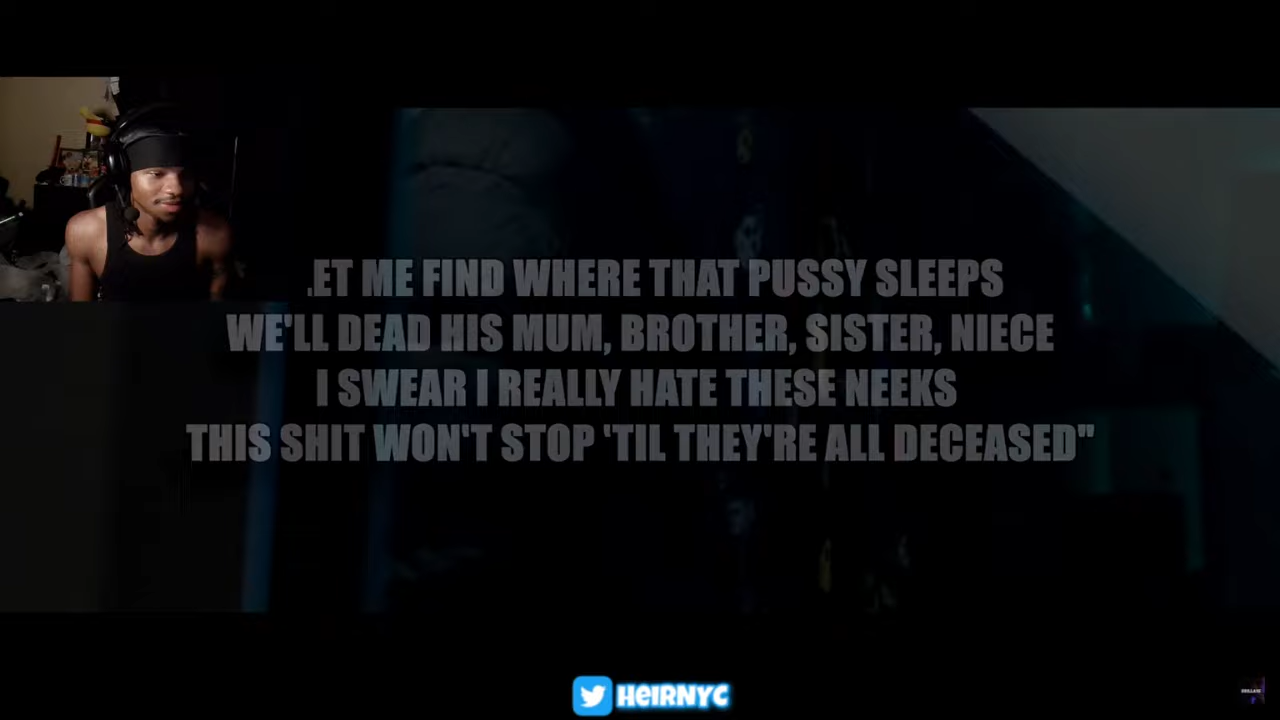 .ET ME FIND WHERE THAT PUSSY SLEEPS
WE'LL DEAD HIS MUM, BROTHER, SISTER, NIECE
I SWEAR I REALLY HATE THESE NEEKS
THIS SHIT WON'T STOP 'TIL THEY'RE ALL DECEASED"
HEIRNYC